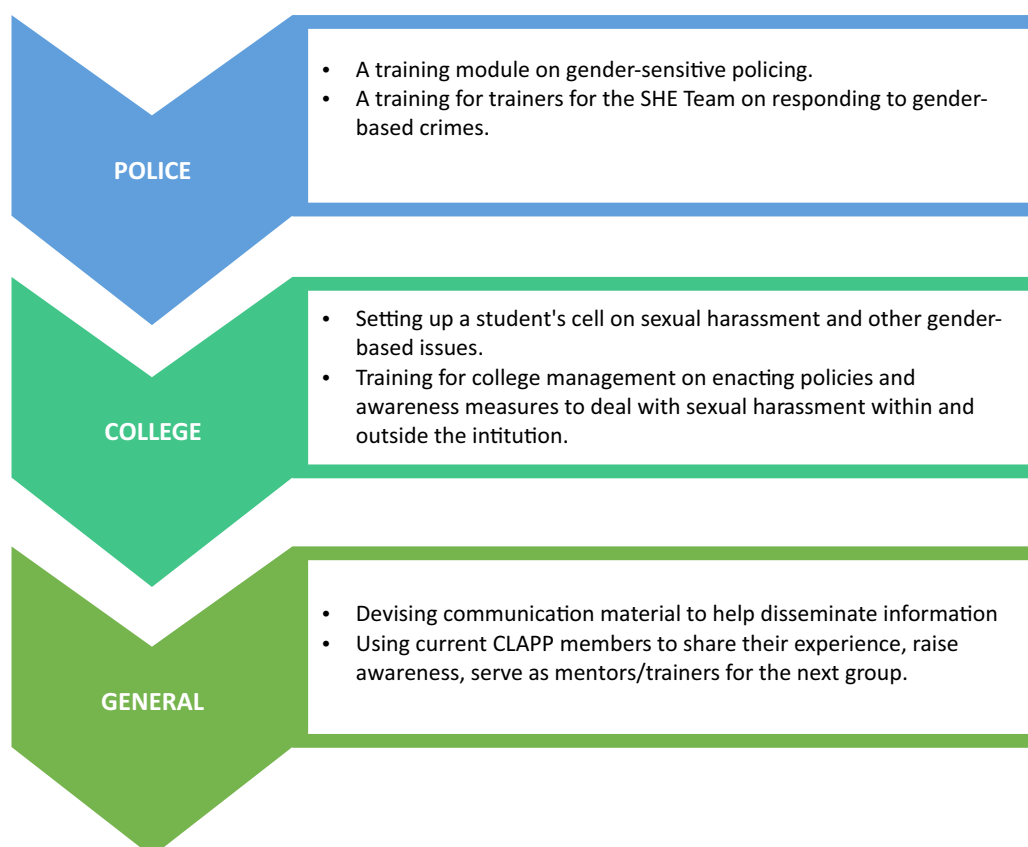 POLICE
• A training module on gender-sensitive policing.
• A training for trainers for the SHE Team on responding to gender-
based crimes.
COLLEGE
• Setting up a student's cell on sexual harassment and other gender-
based issues.
• Training for college management on enacting policies and
awareness measures to deal with sexual harassment within and
outside the intitution.
GENERAL
• Devising communication material to help disseminate information
• Using current CLAPP members to share their experience, raise
awareness, serve as mentors/trainers for the next group.